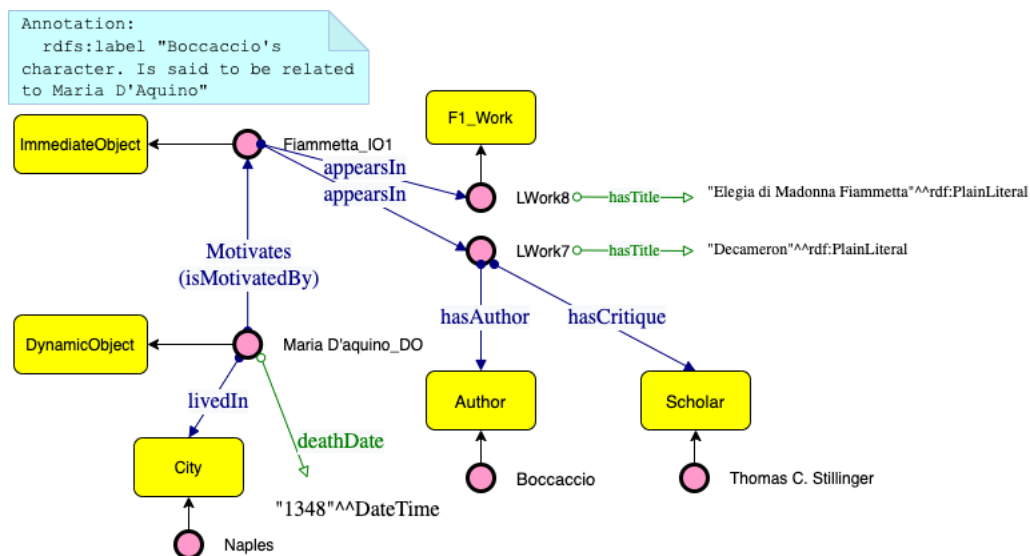 Annotation:
rdfs:label "Boccaccio's
character. Is said to be related
to Maria D'Aquino"
F1_Work
ImmediateObject
Fiammetta_IO1
appearsIn
appearsIn
LWork8
hasTitle
"Elegia di Madonna Fiammetta"^^rdf:PlainLiteral
LWork7
hasTitle
"Decameron"^^rdf:PlainLiteral
Motivates
(isMotivatedBy)
hasAuthor
hasCritique
DynamicObject
Maria D'aquino_DO
livedIn
Author
Scholar
deathDate
City
Boccaccio
Thomas C. Stillinger
"1348"^^DateTime
Naples